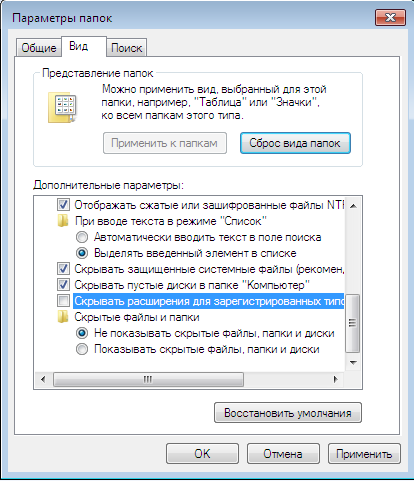 Параметры папок
Общие Вид Поиск
Представление папок
Можно применить вид, выбранный для этой
папки, например, "Таблица" или "Значки",
ко всем папкам этого типа.
Применить к папкам Сброс вида папок
Дополнительные параметры:
Отображать сжатые или зашифрованные файлы NTF
При вводе текста в режиме "Список"
Автоматически вводить текст в поле поиска
Выделять введенный элемент в списке
Скрывать защищенные системные файлы (рекомен,
Скрывать пустые диски в папке "Компьютер"
Скрывать расширения для зарегистрированных типо
Скрытые файлы и папки
Не показывать скрытые файлы, папки и диски
Показывать скрытые файлы, папки и диски
Восстановить умолчания
OK Отмена Применить